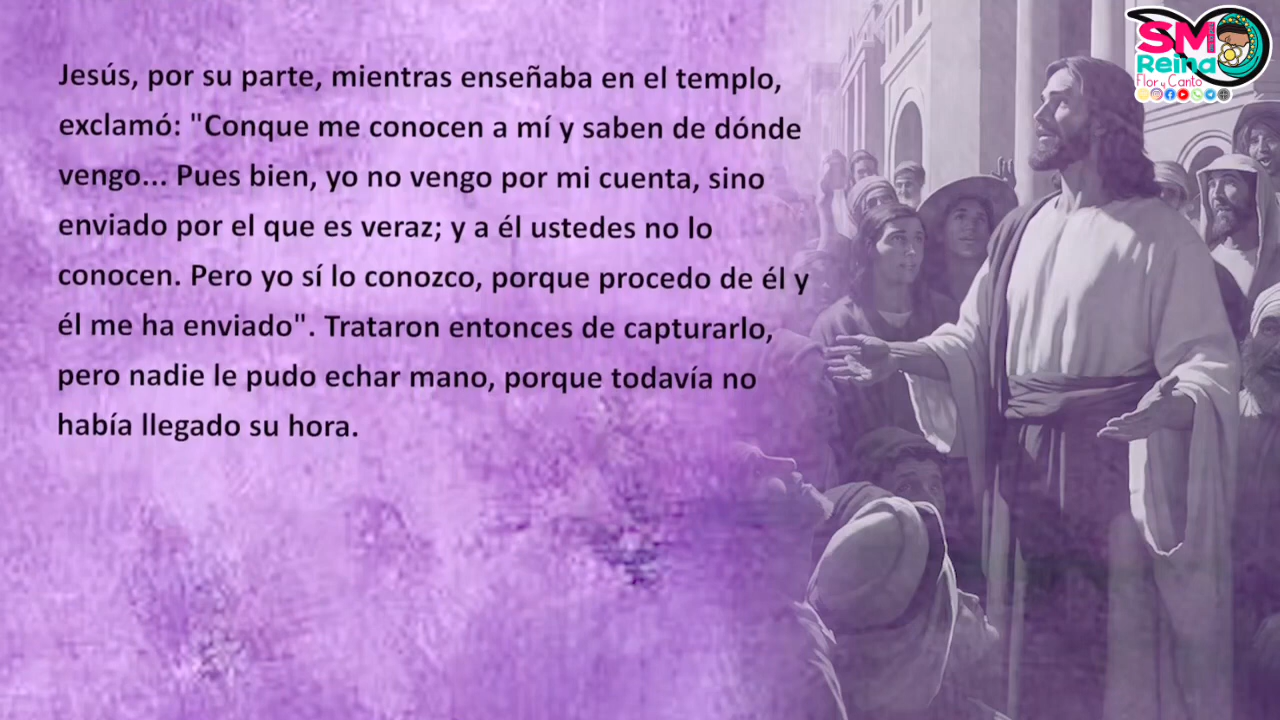 Jesús, por su parte, mientras enseñaba en el templo,
exclamó: "Conque me conocen a mí y saben de dónde
vengo... Pues bien, yo no vengo por mi cuenta, sino
enviado por el que es veraz; y a él ustedes no lo
conocen. Pero yo sí lo conozco, porque procedo de él y
él me ha enviado". Trataron entonces de capturarlo,
pero nadie le pudo echar mano, porque todavía no
había llegado su hora.
SM
Reina
Flor y Canto